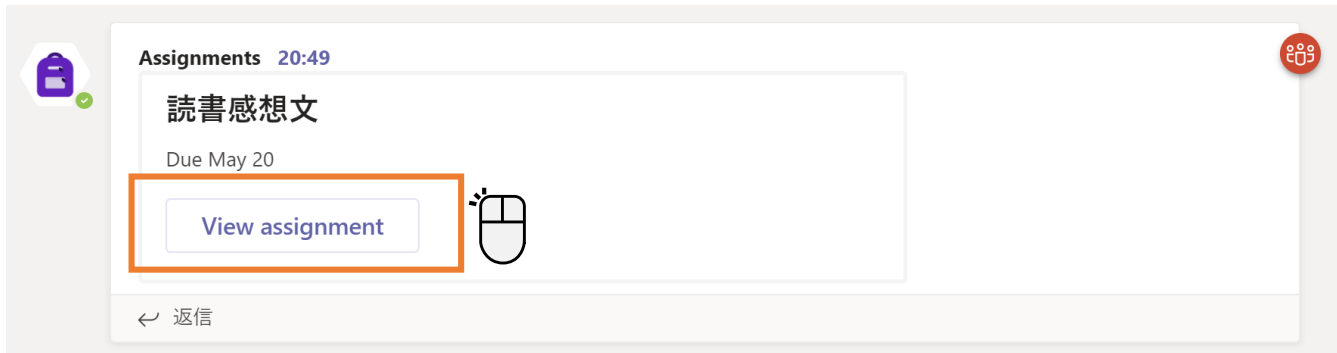 Assignments 20:49
読書感想文
Due May 20
View assignment
返信